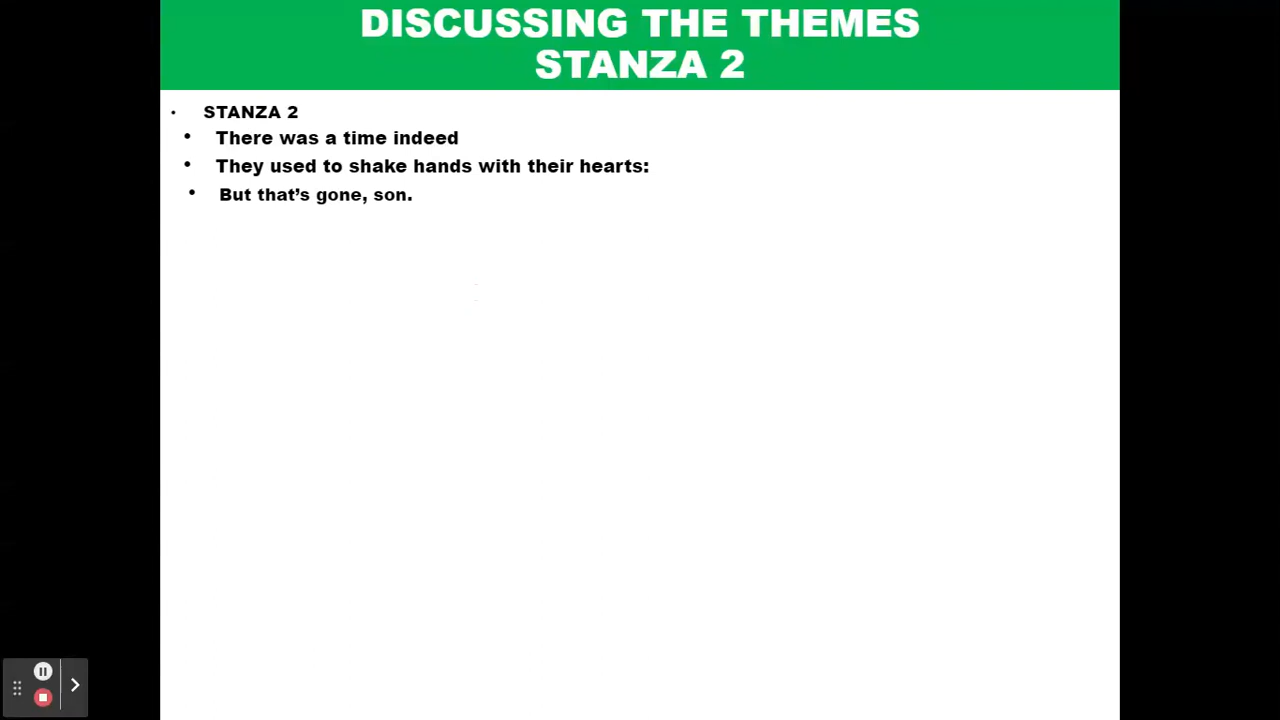 DISCUSSING THE THEMES
STANZA 2
• STANZA 2
• There was a time indeed
• They used to shake hands with their hearts:
• But that’s gone, son.